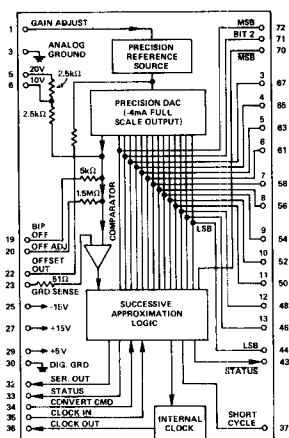 1
GAIN ADJUST
3
ANALOG
GROUND
5
20V
6
10V
2.5kΩ
2.5kΩ
PRECISION
REFERENCE
SOURCE
PRECISION DAC
(-4mA FULL
SCALE OUTPUT)
5kΩ
1.5MΩ
COMPARATOR
19
BIP
OFF
20
OFF ADJ
22
OFFSET
OUT
23
51Ω
GRD SENSE
25
-15V
27
+15V
29
+5V
30
DIG. GRD
32
SER. OUT
33
STATUS
34
CONVERT CMD
35
CLOCK IN
36
CLOCK OUT
SUCCESSIVE
APPROXIMATION
LOGIC
INTERNAL
CLOCK
LSB
MSB
72
BIT 2
71
MSB
70
3
67
4
65
5
63
6
61
7
58
8
56
9
54
10
52
11
50
12
48
13
46
LSB
44
STATUS
43
SHORT
CYCLE
37